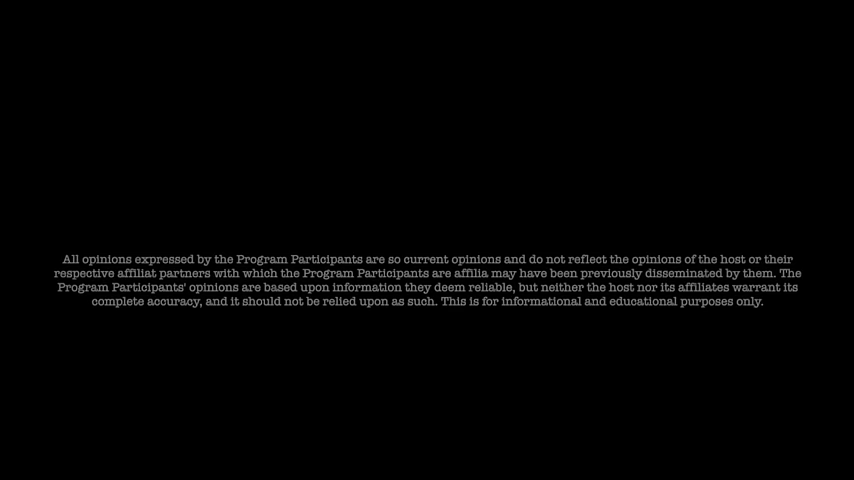 All opinions expressed by the Program Participants are so current opinions and do not reflect the opinions of the host or their
respective affiliat partners with which the Program Participants are affilia may have been previously disseminated by them. The
Program Participants' opinions are based upon information they deem reliable, but neither the host nor its affiliates warrant its
complete accuracy, and it should not be relied upon as such. This is for informational and educational purposes only.